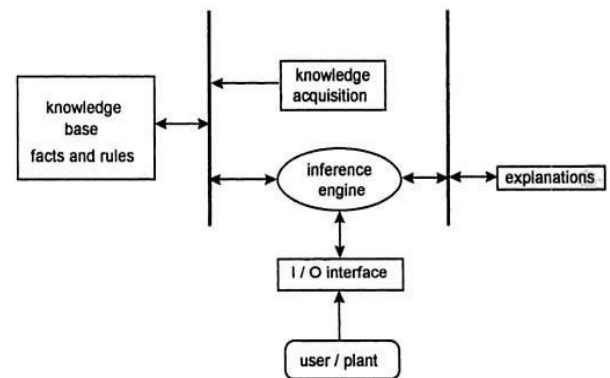 knowledge
acquisition
knowledge
base
facts and rules
inference
engine
explanations
I / O interface
user / plant